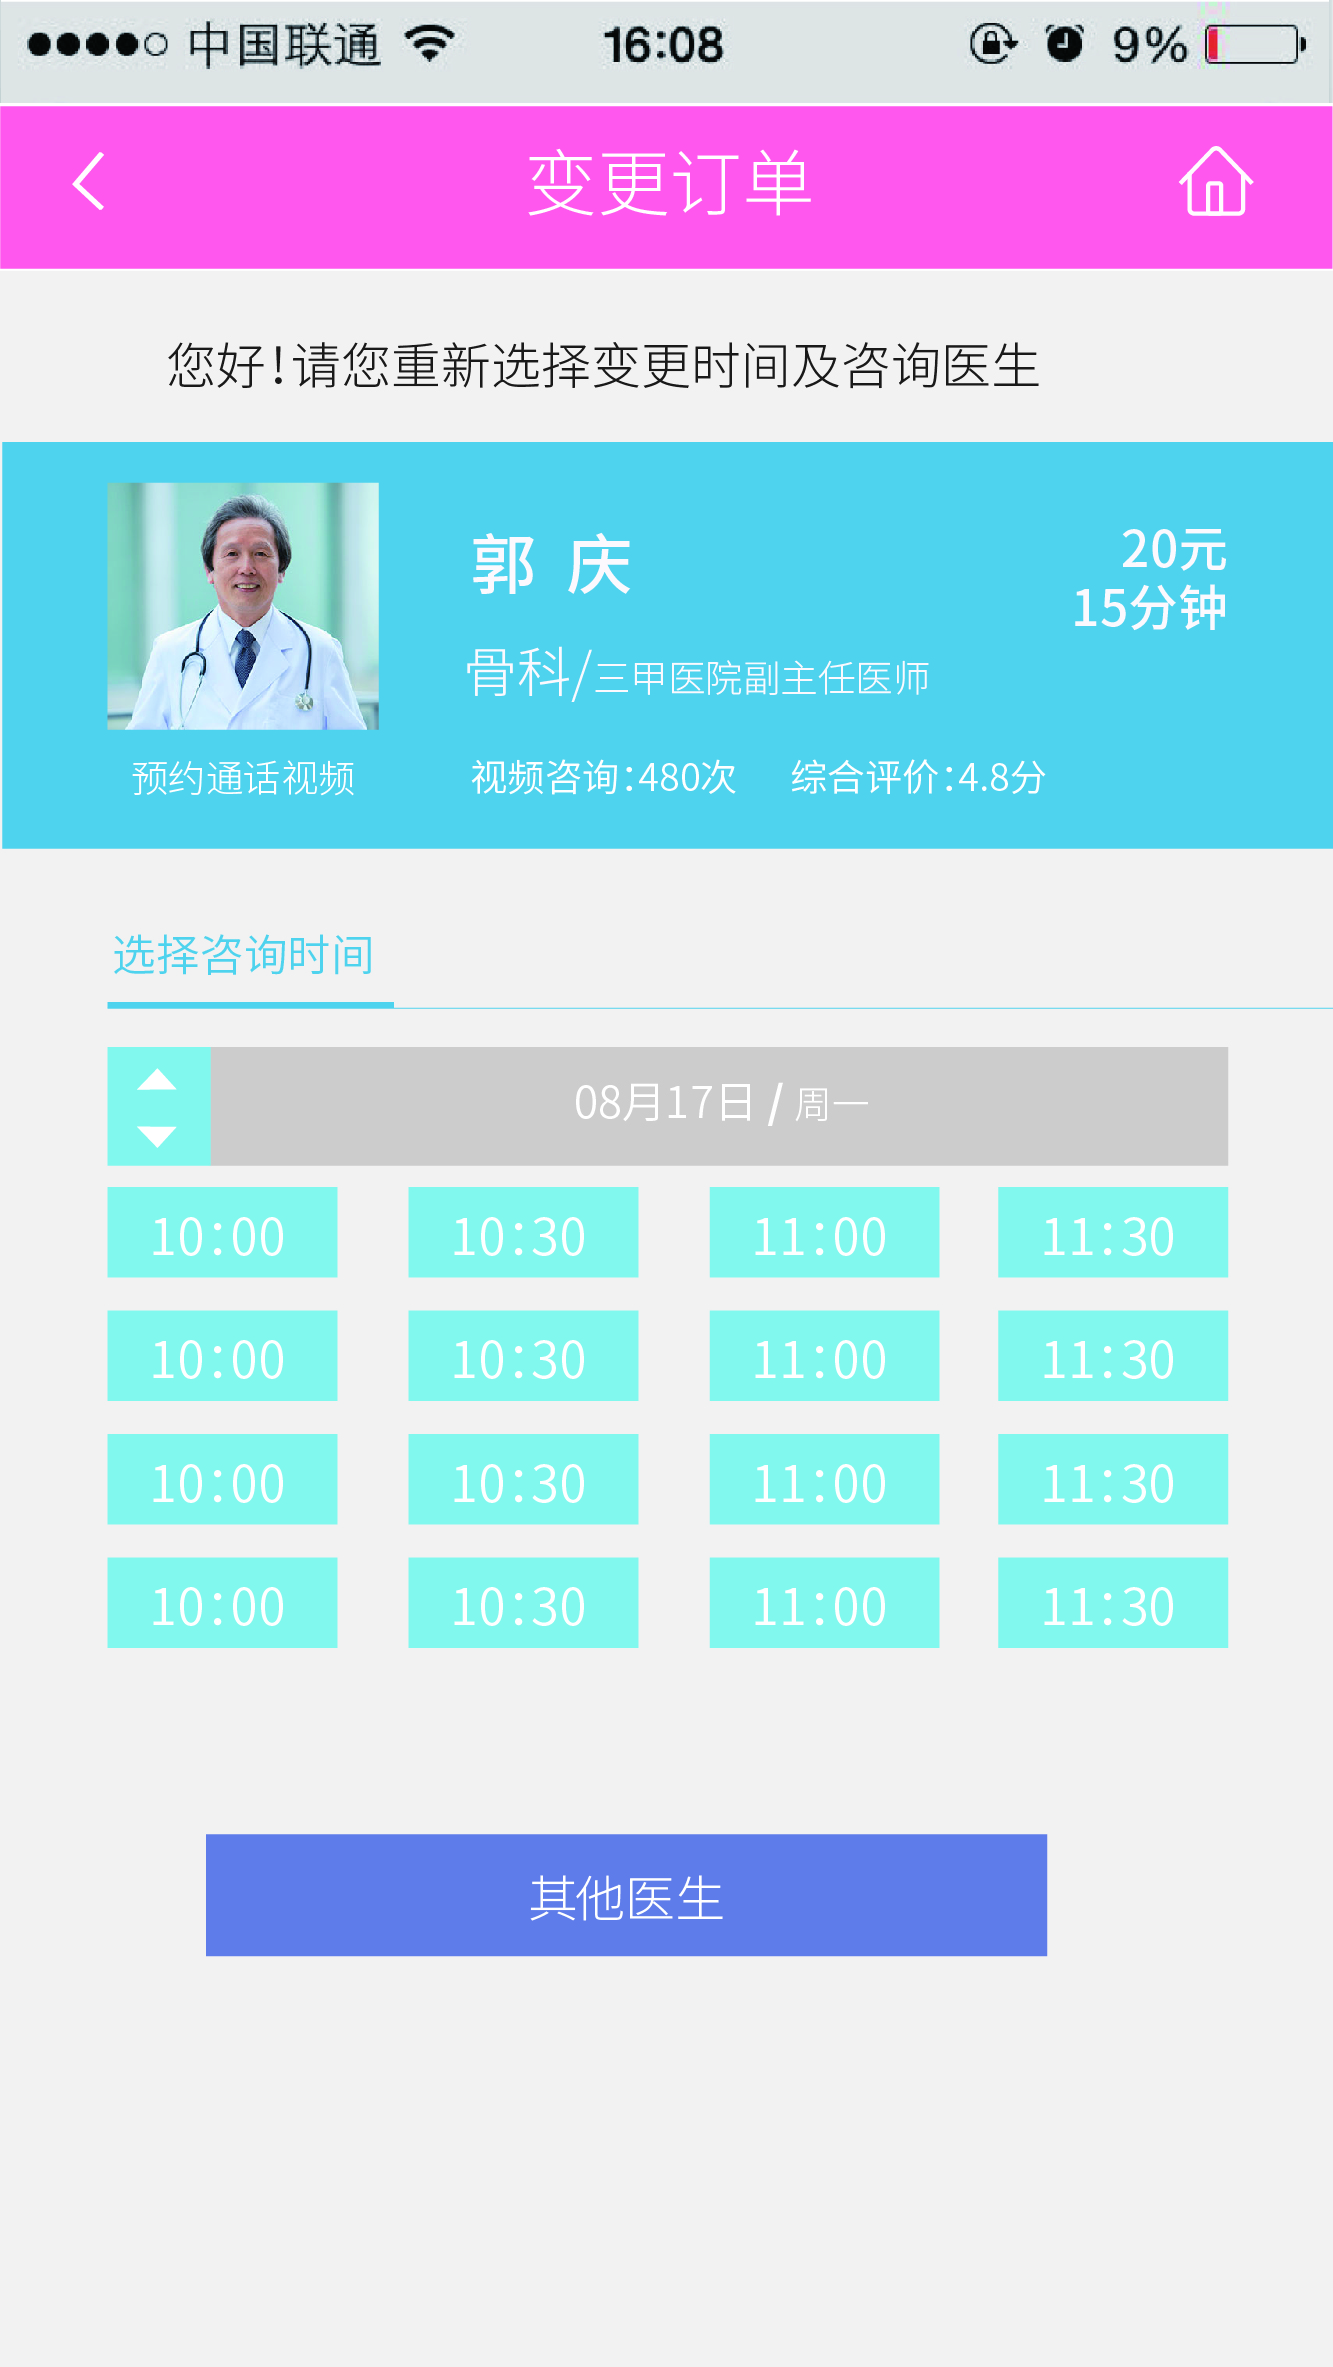 中国联通 16:08 9%
变更订单
您好！请您重新选择变更时间及咨询医生
郭 庆
20元
15分钟
骨科/三甲医院副主任医师
预约通话视频
视频咨询：480次 综合评价：4.8分
选择咨询时间
08月17日 / 周一
10：00 10：30 11：00 11：30
10：00 10：30 11：00 11：30
10：00 10：30 11：00 11：30
10：00 10：30 11：00 11：30
其他医生